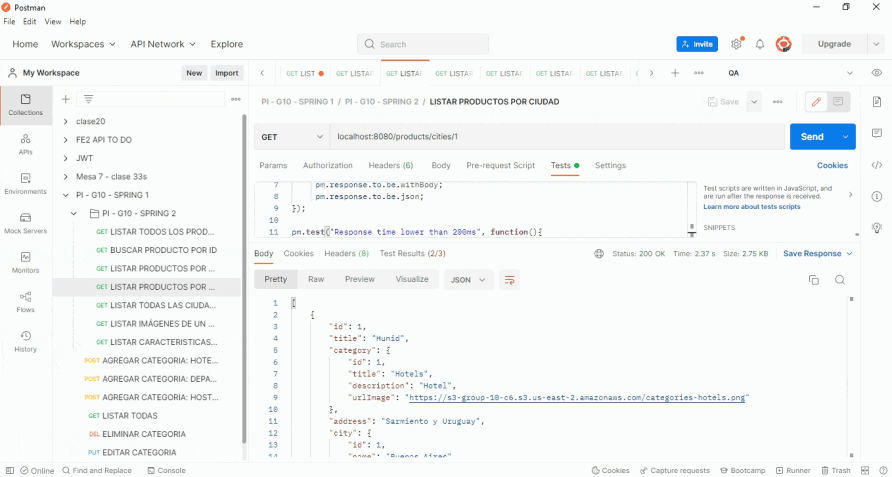 Postman
File Edit View Help
Home Workspaces API Network Explore
Search
Invite
Upgrade
My Workspace
New Import
GET LIST
GET LISTAF
GET LISTAF
GET LISTAF
GET LISTAF
GET LISTAF
GET LISTAF
QA
Collections
APIs
Environments
Mock Servers
Monitors
Flows
History
clase20
FE2 API TO DO
JWT
Mesa 7 - clase 33s
PI - G10 - SPRING 1
PI - G10 - SPRING 2
GET LISTAR TODOS LOS PROD...
GET BUSCAR PRODUCTO POR ID
GET LISTAR PRODUCTOS POR ...
GET LISTAR PRODUCTOS POR ...
GET LISTAR TODAS LAS CIUDA...
GET LISTAR IMÁGENES DE UN ...
GET LISTAR CARACTERISTICAS...
POST AGREGAR CATEGORIA: HOTE...
POST AGREGAR CATEGORIA: DEPA...
POST AGREGAR CATEGORIA: HOST...
GET LISTAR TODAS
DEL ELIMINAR CATEGORIA
PUT EDITAR CATEGORIA
PI - G10 - SPRING 1 / PI - G10 - SPRING 2 / LISTAR PRODUCTOS POR CIUDAD
Save
GET
localhost:8080/products/cities/1
Send
Params Authorization Headers (6) Body Pre-request Script Tests Settings
Cookies
7 pm.response.to.be.withBody;
8 pm.response.to.be.json;
9 });
10
11 pm.test("Response time lower than 200ms", function(){
Test scripts are written in JavaScript, and
are run after the response is received.
Learn more about tests scripts
SNIPPETS
Body Cookies Headers (8) Test Results (2/3)
Status: 200 OK Time: 2.37 s Size: 2.75 KB Save Response
Pretty Raw Preview Visualize JSON
1 [
2 {
3 "id": 1,
4 "title": "Hunid",
5 "category": {
6 "id": 1,
7 "title": "Hotels",
8 "description": "Hotel",
9 "urlImage": "https://s3-group-10-c6.s3.us-east-2.amazonaws.com/categories-hotels.png"
10 },
11 "address": "Sarmiento y Uruguay",
12 "city": {
13 "id": 1,
14 "name": "Buenos Aires"
Online Find and Replace Console
Cookies Capture requests Bootcamp Runner Trash